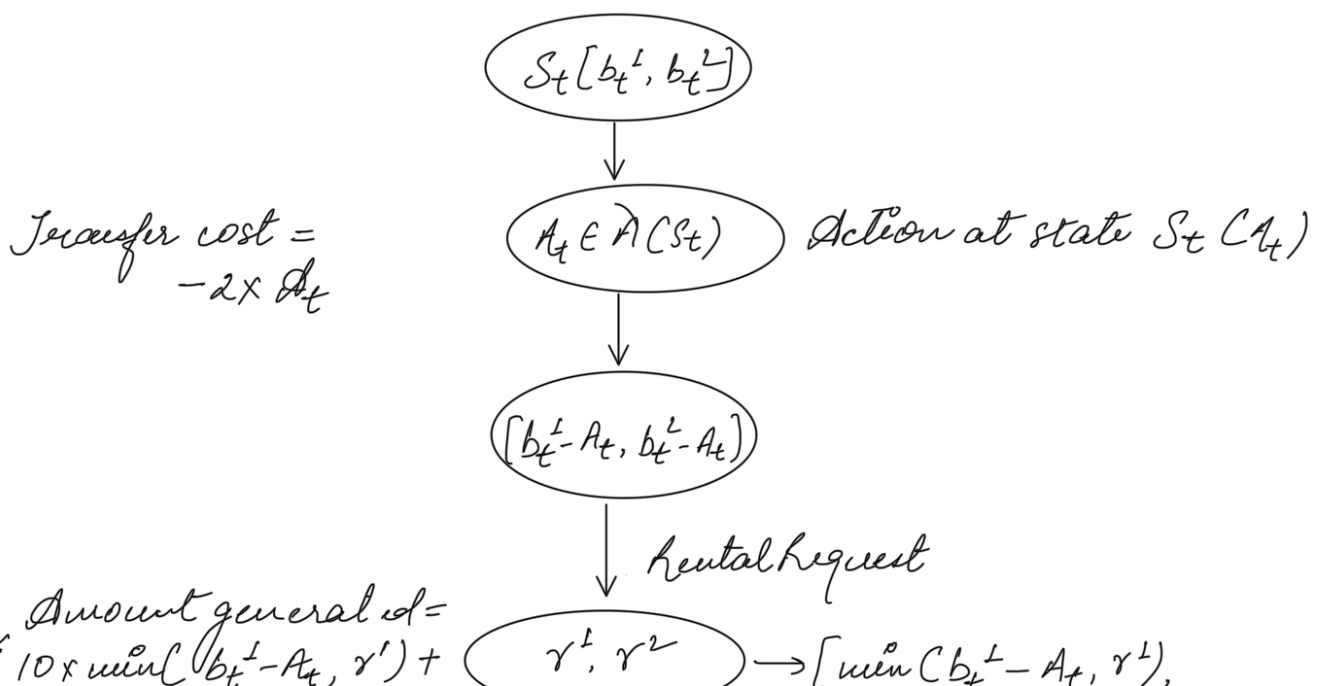 S_t [b_t^1, b_t^2]
Transfer cost =
-2 x A_t
A_t ∈ A(S_t)
Action at state S_t (A_t)
[b_t^1 - A_t, b_t^2 - A_t]
Rental Request
Amount generated =
10 x min(b_t^1 - A_t, r^1) +
r^1, r^2
[min(b_t^1 - A_t, r^1),